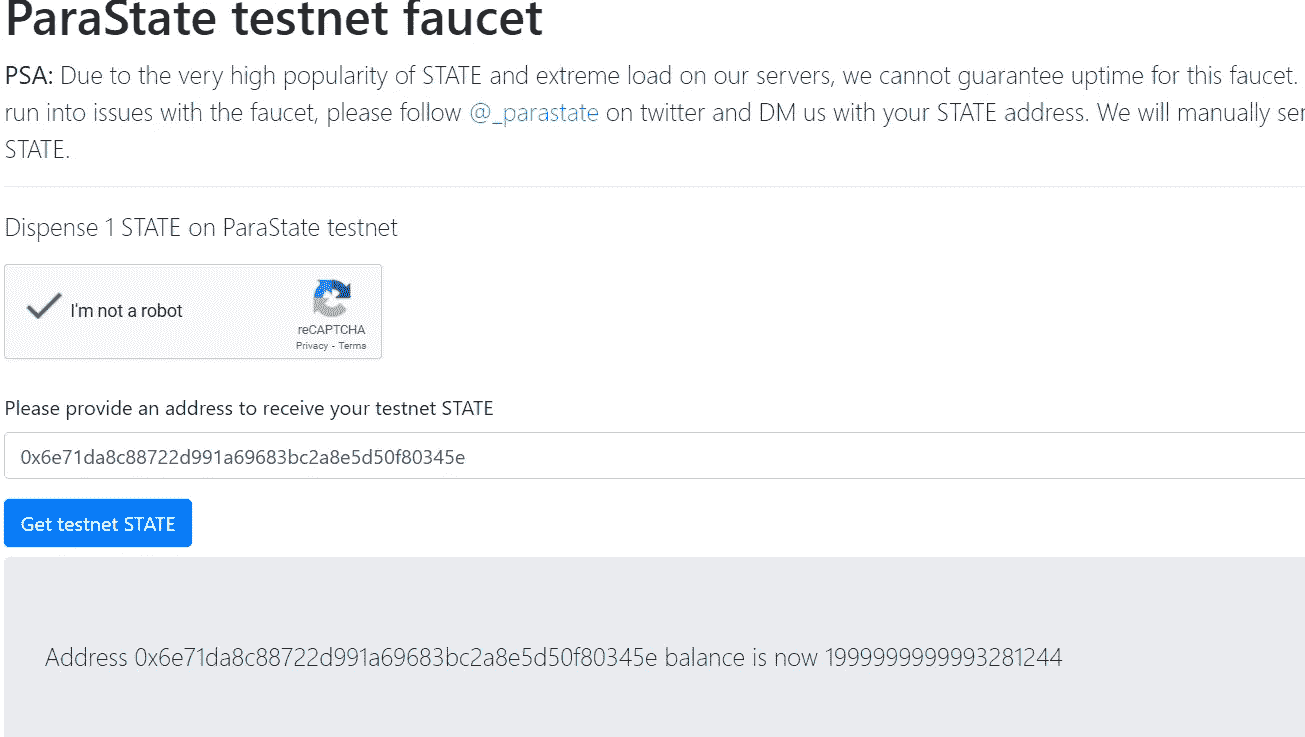 ParaState testnet faucet
PSA: Due to the very high popularity of STATE and extreme load on our servers, we cannot guarantee uptime for this faucet.
run into issues with the faucet, please follow @_parastate on twitter and DM us with your STATE address. We will manually
STATE.
Dispense 1 STATE on ParaState testnet
I'm not a robot
reCAPTCHA
Privacy - Terms
Please provide an address to receive your testnet STATE
0x6e71da8c88722d991a69683bc2a8e5d50f80345e
Get testnet STATE
Address 0x6e71da8c88722d991a69683bc2a8e5d50f80345e balance is now 1999999999993281244